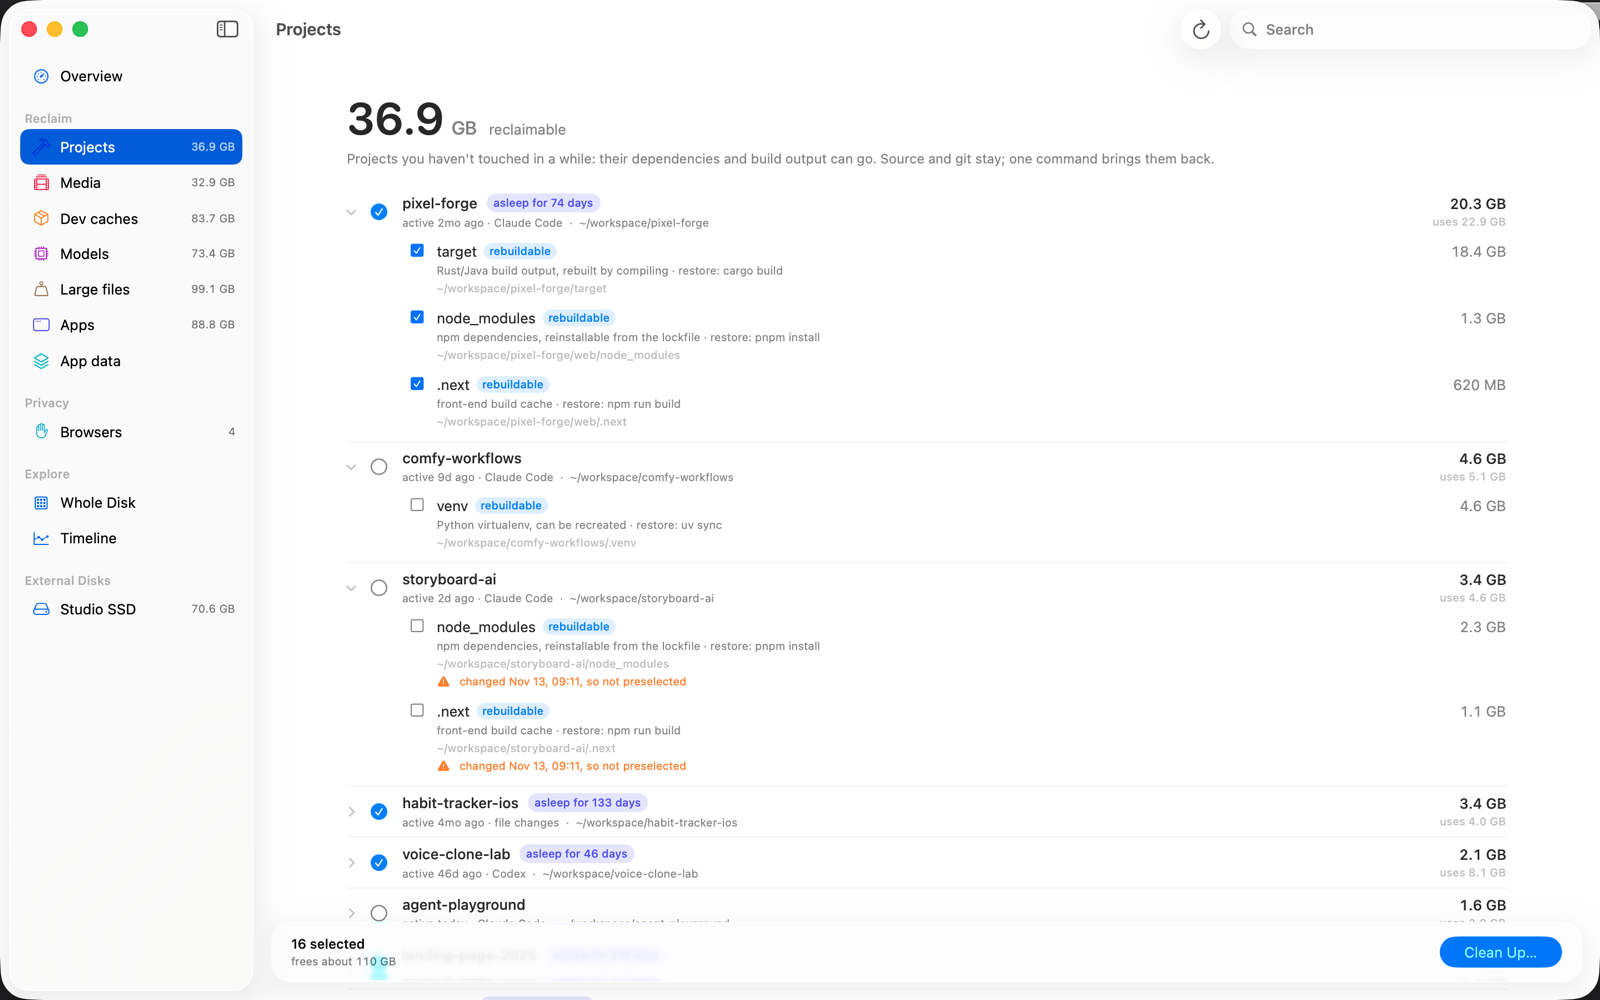 Projects
Search
Overview
Reclaim
Projects 36.9 GB
Media 32.9 GB
Dev caches 83.7 GB
Models 73.4 GB
Large files 99.1 GB
Apps 88.8 GB
App data
Privacy
Browsers 4
Explore
Whole Disk
Timeline
External Disks
Studio SSD 70.6 GB
36.9 GB reclaimable
Projects you haven't touched in a while: their dependencies and build output can go. Source and git stay; one command brings them back.
pixel-forge asleep for 74 days 20.3 GB
active 2mo ago · Claude Code · ~/workspace/pixel-forge uses 22.9 GB
target rebuildable 18.4 GB
Rust/Java build output, rebuilt by compiling · restore: cargo build
~/workspace/pixel-forge/target
node_modules rebuildable 1.3 GB
npm dependencies, reinstallable from the lockfile · restore: pnpm install
~/workspace/pixel-forge/web/node_modules
.next rebuildable 620 MB
front-end build cache · restore: npm run build
~/workspace/pixel-forge/web/.next
comfy-workflows 4.6 GB
active 9d ago · Claude Code · ~/workspace/comfy-workflows uses 5.1 GB
venv rebuildable 4.6 GB
Python virtualenv, can be recreated · restore: uv sync
~/workspace/comfy-workflows/.venv
storyboard-ai 3.4 GB
active 2d ago · Claude Code · ~/workspace/storyboard-ai uses 4.6 GB
node_modules rebuildable 2.3 GB
npm dependencies, reinstallable from the lockfile · restore: pnpm install
~/workspace/storyboard-ai/node_modules
changed Nov 13, 09:11, so not preselected
.next rebuildable 1.1 GB
front-end build cache · restore: npm run build
~/workspace/storyboard-ai/.next
changed Nov 13, 09:11, so not preselected
habit-tracker-ios asleep for 133 days 3.4 GB
active 4mo ago · file changes · ~/workspace/habit-tracker-ios uses 4.0 GB
voice-clone-lab asleep for 46 days 2.1 GB
active 46d ago · Codex · ~/workspace/voice-clone-lab uses 8.1 GB
agent-playground 1.6 GB
16 selected
frees about 110 GB
Clean Up...